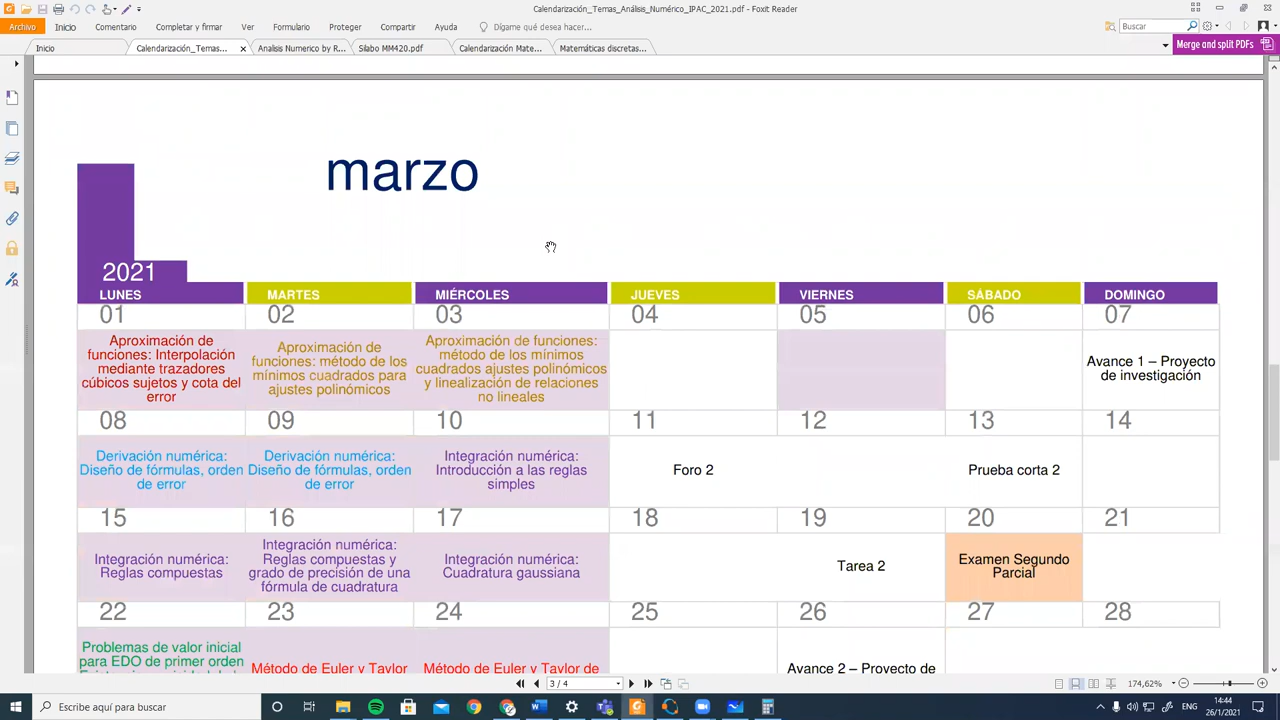 Calendarización_Temas_Análisis_Numérico_IPAC_2021.pdf - Foxit Reader
Archivo Inicio Comentario Completar y firmar Ver Formulario Proteger Compartir Ayuda Dígame qué desea hacer... Buscar
Inicio Calendarización_Temas... Analisis Numerico by R... Silabo MM420.pdf Calendarización Mate... Matemáticas discretas... Merge and split PDFs
marzo
2021
LUNES MARTES MIÉRCOLES JUEVES VIERNES SÁBADO DOMINGO
01 02 03 04 05 06 07
Aproximación de
funciones: Interpolación
mediante trazadores
cúbicos sujetos y cota del
error
Aproximación de
funciones: método de los
mínimos cuadrados para
ajustes polinómicos
Aproximación de funciones:
método de los mínimos
cuadrados ajustes polinómicos
y linealización de relaciones
no lineales
Avance 1 – Proyecto
de investigación
08 09 10 11 12 13 14
Derivación numérica:
Diseño de fórmulas, orden
de error
Derivación numérica:
Diseño de fórmulas, orden
de error
Integración numérica:
Introducción a las reglas
simples
Foro 2
Prueba corta 2
15 16 17 18 19 20 21
Integración numérica:
Reglas compuestas
Integración numérica:
Reglas compuestas y
grado de precisión de una
fórmula de cuadratura
Integración numérica:
Cuadratura gaussiana
Tarea 2
Examen Segundo
Parcial
22 23 24 25 26 27 28
Problemas de valor inicial
para EDO de primer orden
Método de Euler y Taylor
Método de Euler y Taylor de
Avance 2 – Proyecto de
3 / 4
174,62%
Escribe aquí para buscar
14:44
26/1/2021